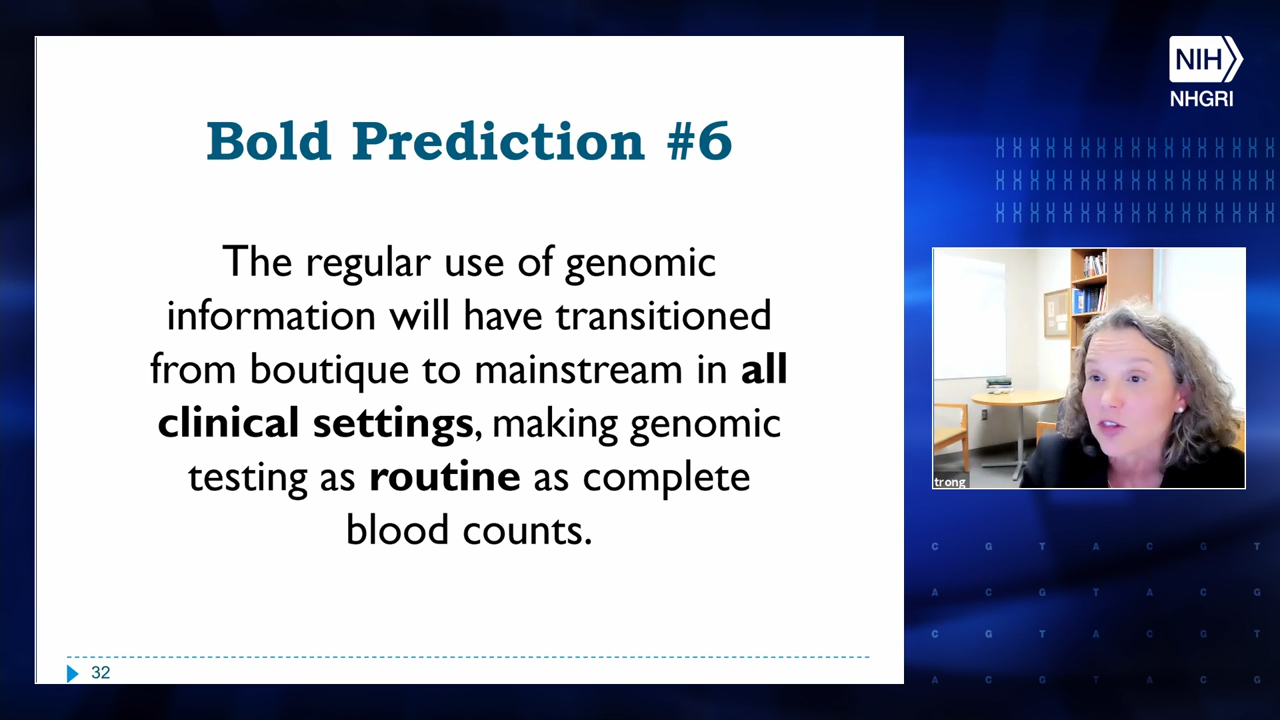 Bold Prediction #6
The regular use of genomic
information will have transitioned
from boutique to mainstream in all
clinical settings, making genomic
testing as routine as complete
blood counts.
32
NIH
NHGRI
trong
C G T A C G T
A C G T A C G
C G T A C G T
A C G T A C G